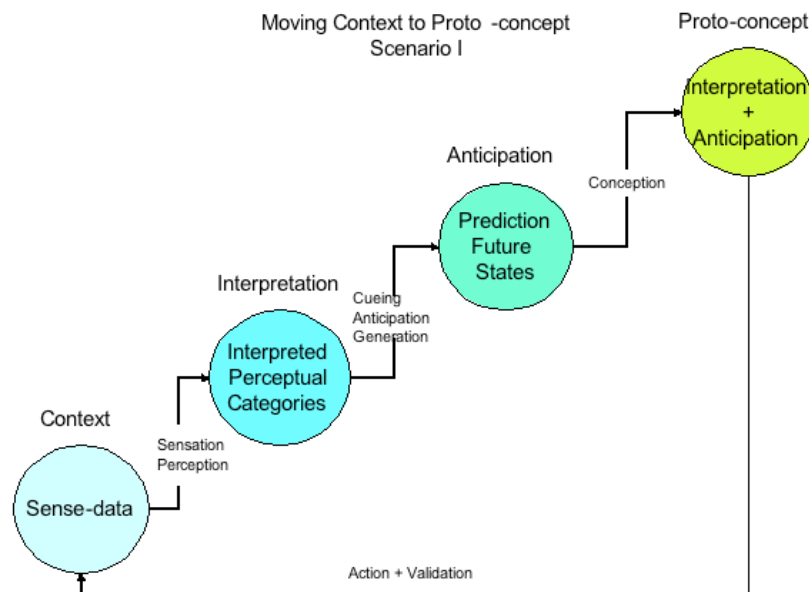 Moving Context to Proto -concept
Scenario I
Proto-concept
Interpretation
+
Anticipation
Anticipation
Conception
Prediction
Future
States
Interpretation
Cueing
Anticipation
Generation
Interpreted
Perceptual
Categories
Context
Sensation
Perception
Sense-data
Action + Validation